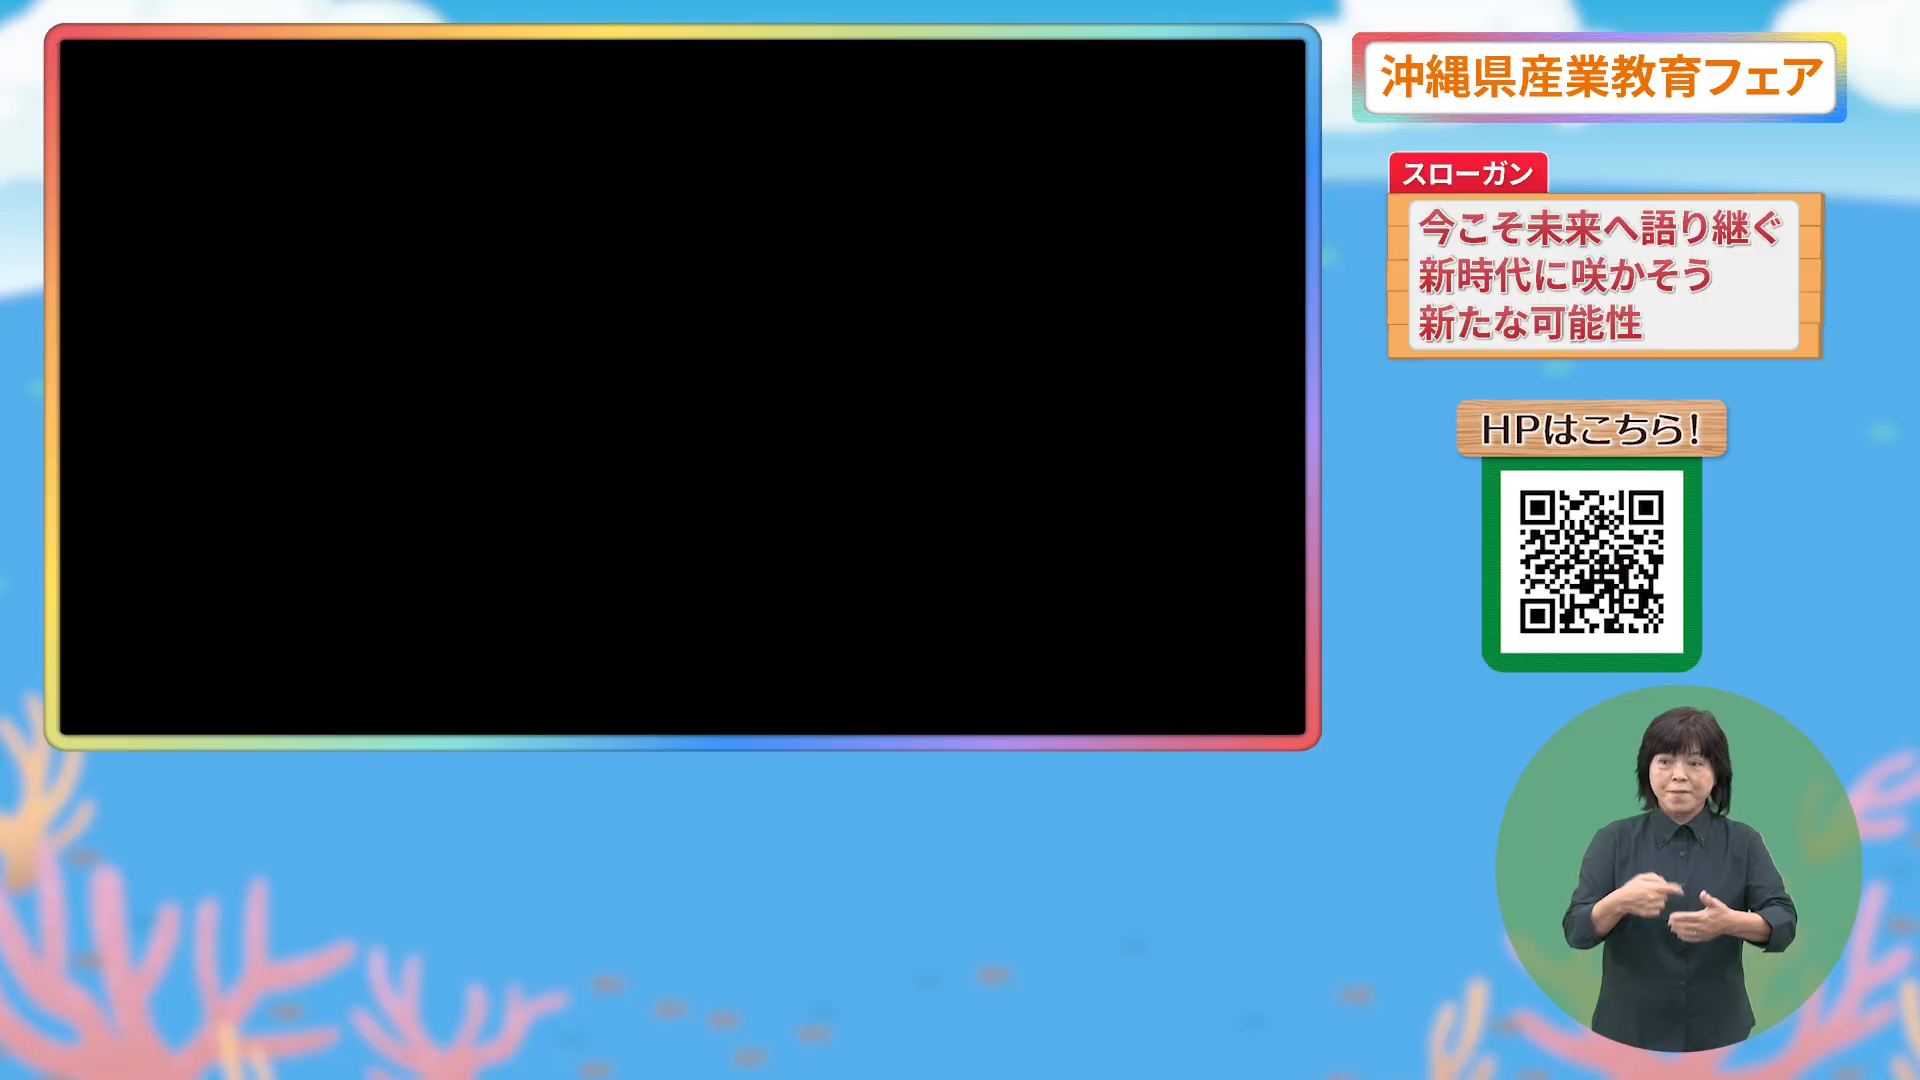 沖縄県産業教育フェア
スローガン
今こそ未来へ語り継ぐ
新時代に咲かそう
新たな可能性
HPはこちら!